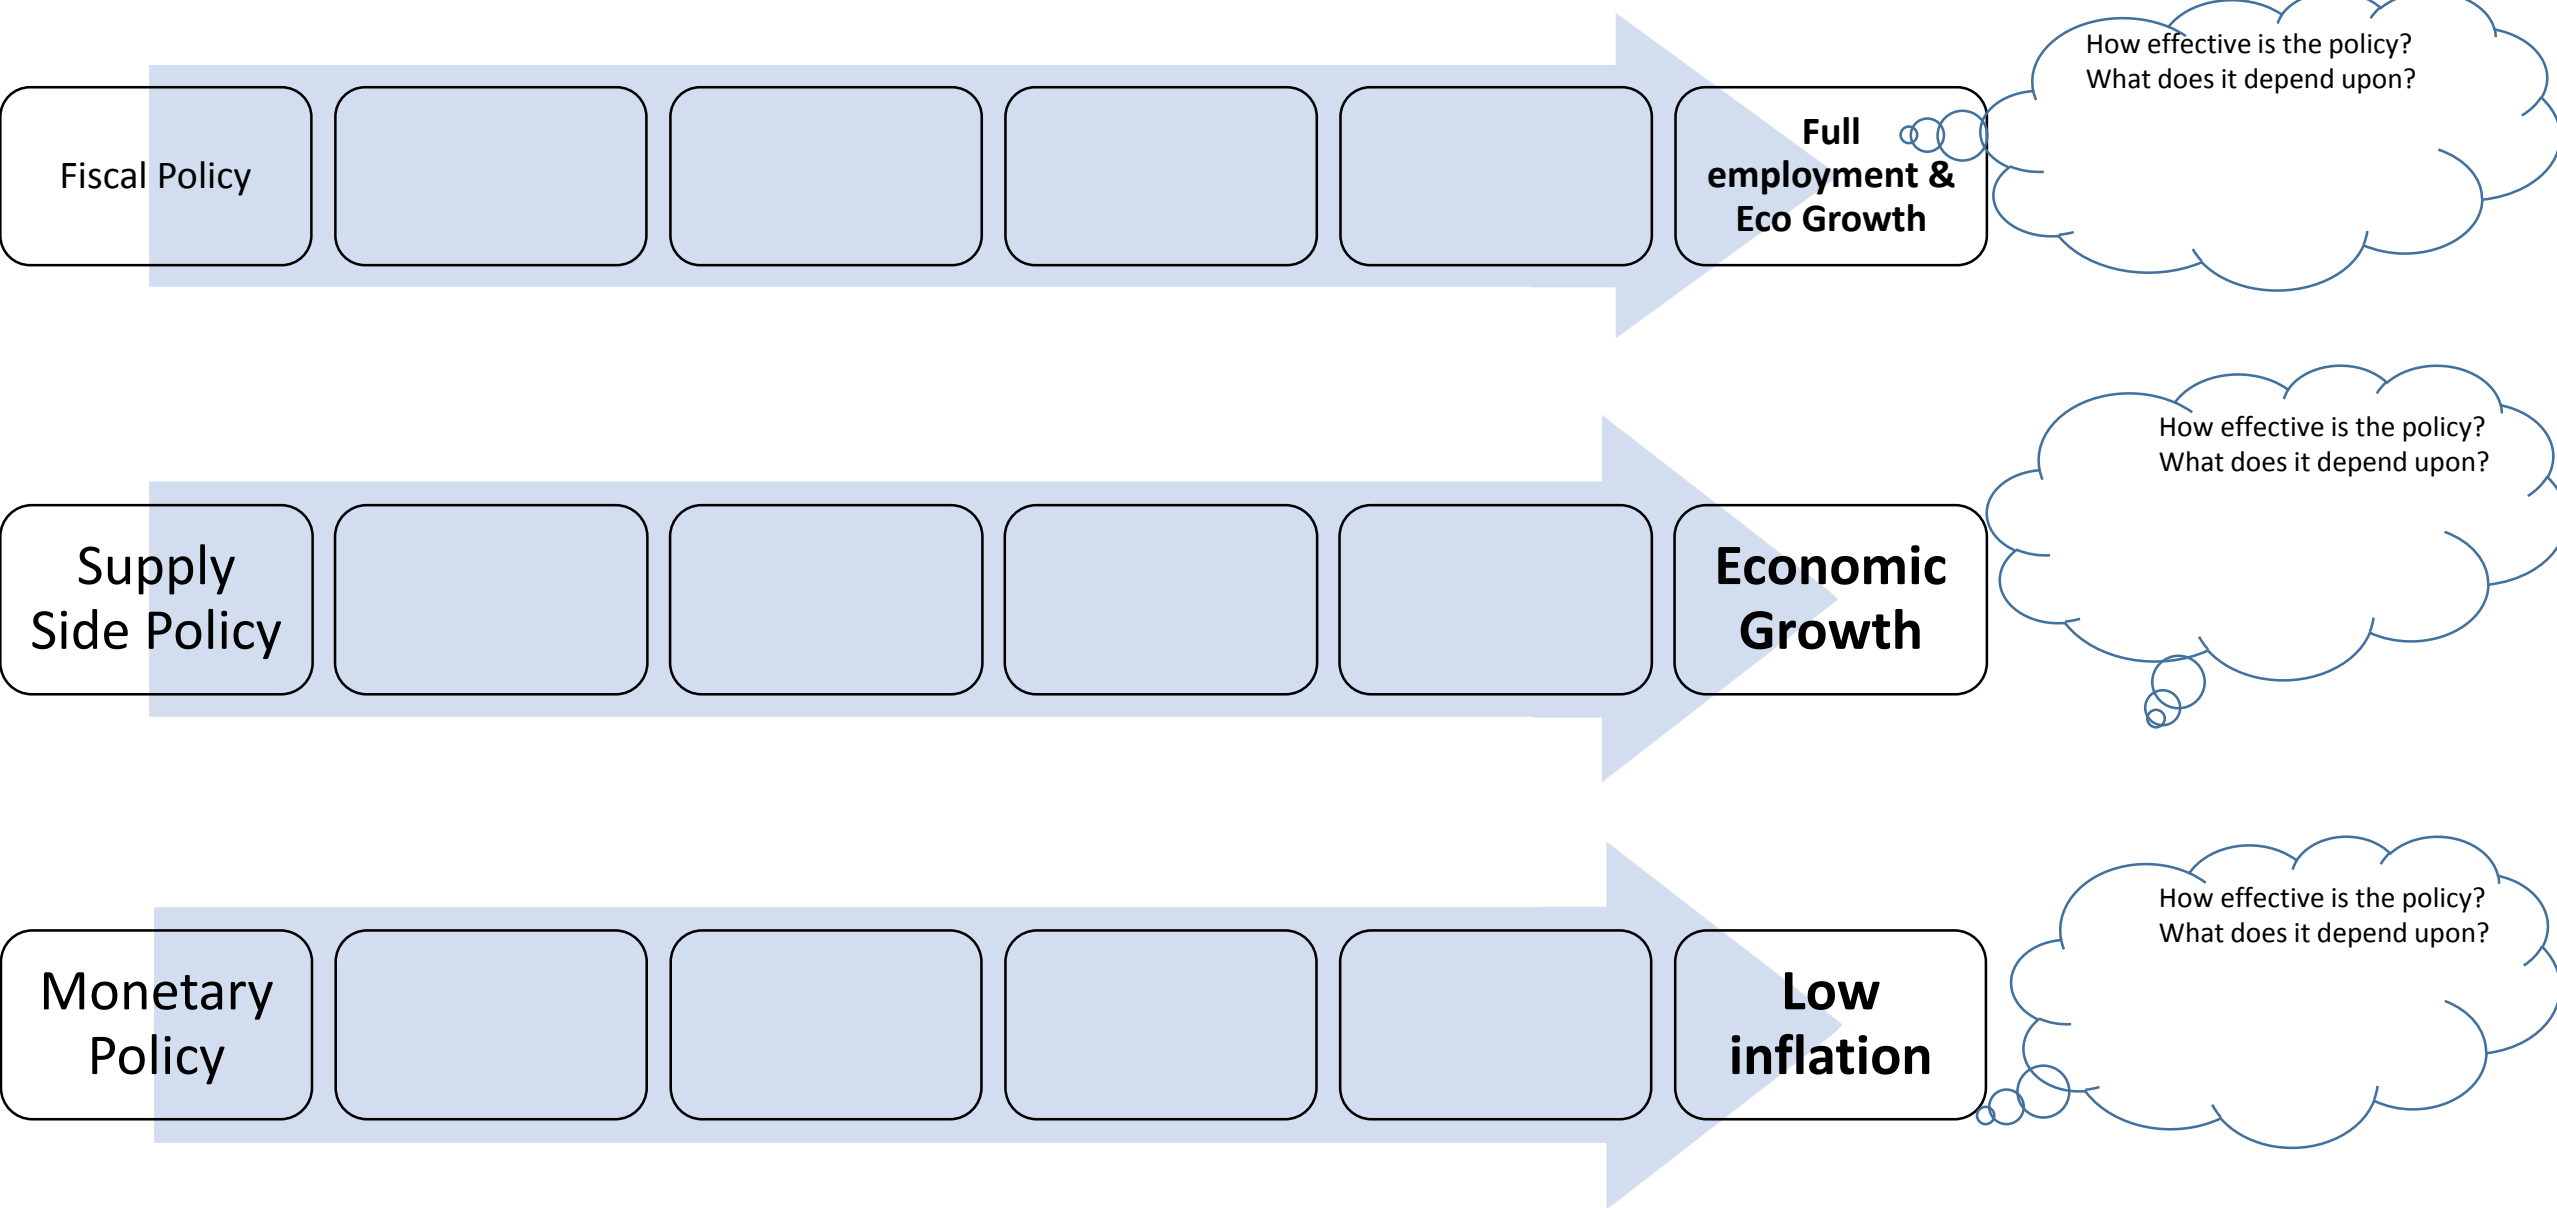 How effective is the policy?
What does it depend upon?
Fiscal Policy
Full
employment &
Eco Growth
How effective is the policy?
What does it depend upon?
Supply
Side Policy
Economic
Growth
How effective is the policy?
What does it depend upon?
Monetary
Policy
Low
inflation